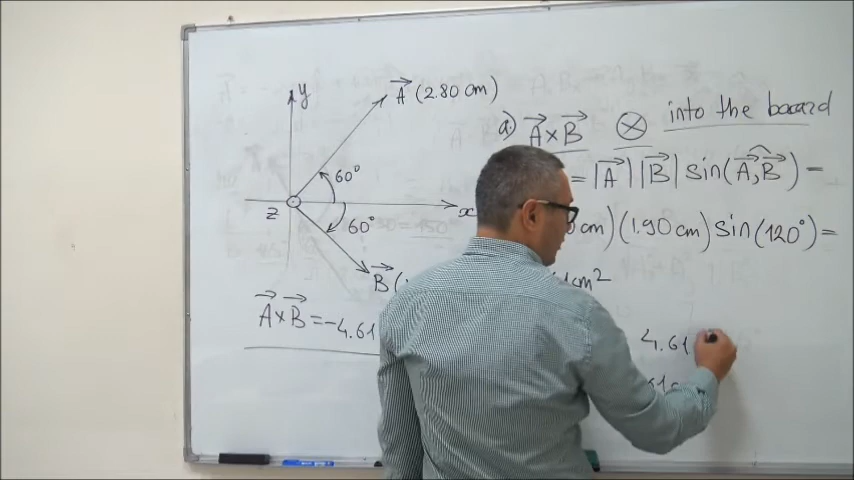 y
A (2.80 cm)
60°
z
x
60°
B (
A×B = -4.61
a) A×B ⊗ into the board
= |A| |B| sin(A,B) =
cm) (1.90 cm) sin(120°) =
cm²
4.61